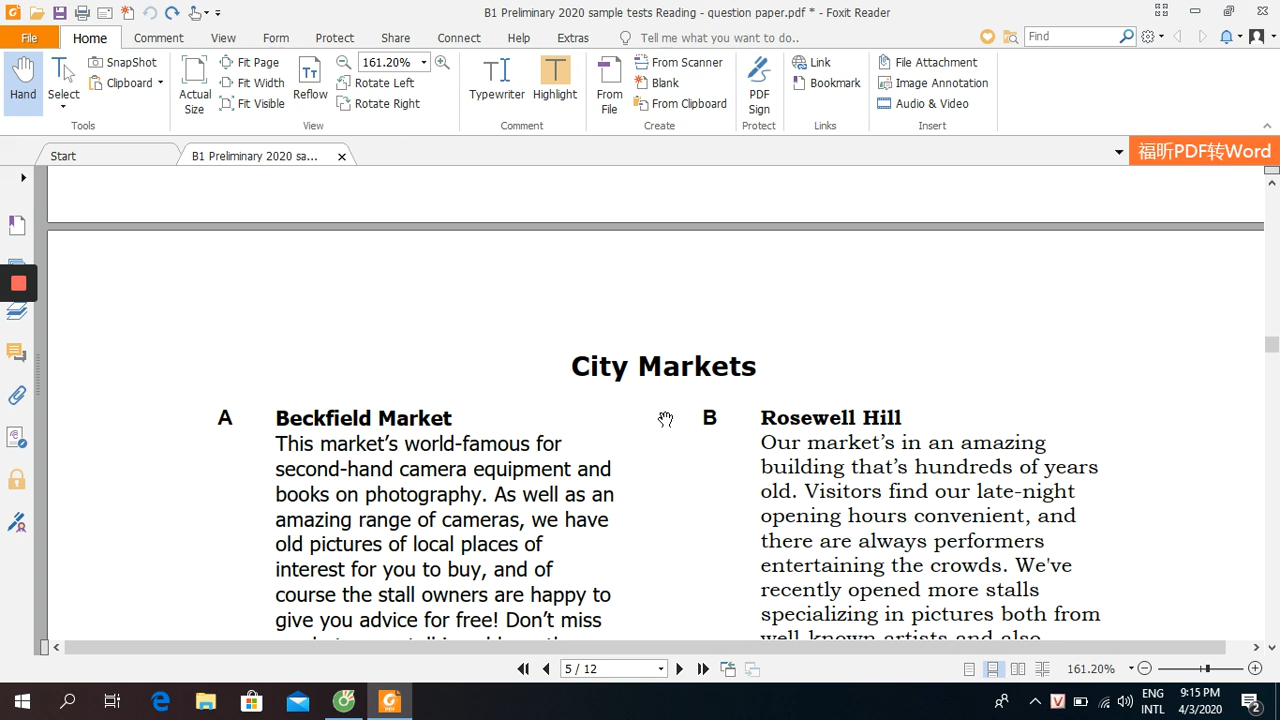 B1 Preliminary 2020 sample tests Reading - question paper.pdf * - Foxit Reader
File Home Comment View Form Protect Share Connect Help Extras Tell me what you want to do.. Find
Hand
Select
SnapShot
Clipboard
Tools
Actual
Size
Fit Page
Fit Width
Fit Visible
Reflow
161.20%
Rotate Left
Rotate Right
View
Typewriter
Highlight
Comment
From
File
From Scanner
Blank
From Clipboard
Create
PDF
Sign
Protect
Link
Bookmark
Links
File Attachment
Image Annotation
Audio & Video
Insert
Start
B1 Preliminary 2020 sa...
福昕PDF转Word
City Markets
A Beckfield Market
This market's world-famous for
second-hand camera equipment and
books on photography. As well as an
amazing range of cameras, we have
old pictures of local places of
interest for you to buy, and of
course the stall owners are happy to
give you advice for free! Don't miss
B Rosewell Hill
Our market's in an amazing
building that's hundreds of years
old. Visitors find our late-night
opening hours convenient, and
there are always performers
entertaining the crowds. We've
recently opened more stalls
specializing in pictures both from
well-known artists and also
5 / 12
161.20%
ENG
INTL
9:15 PM
4/3/2020
2